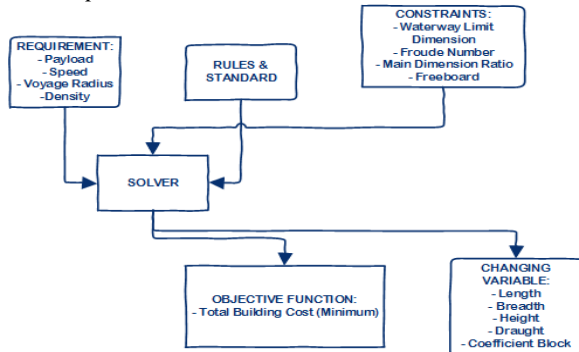 REQUIREMENT:
- Payload
- Speed
- Voyage Radius
-Density
RULES &
STANDARD
CONSTRAINTS:
- Waterway Limit
Dimension
- Froude Number
- Main Dimension Ratio
- Freeboard
SOLVER
OBJECTIVE FUNCTION:
- Total Building Cost (Minimum)
CHANGING
VARIABLE:
- Length
- Breadth
- Height
- Draught
- Coefficient Block